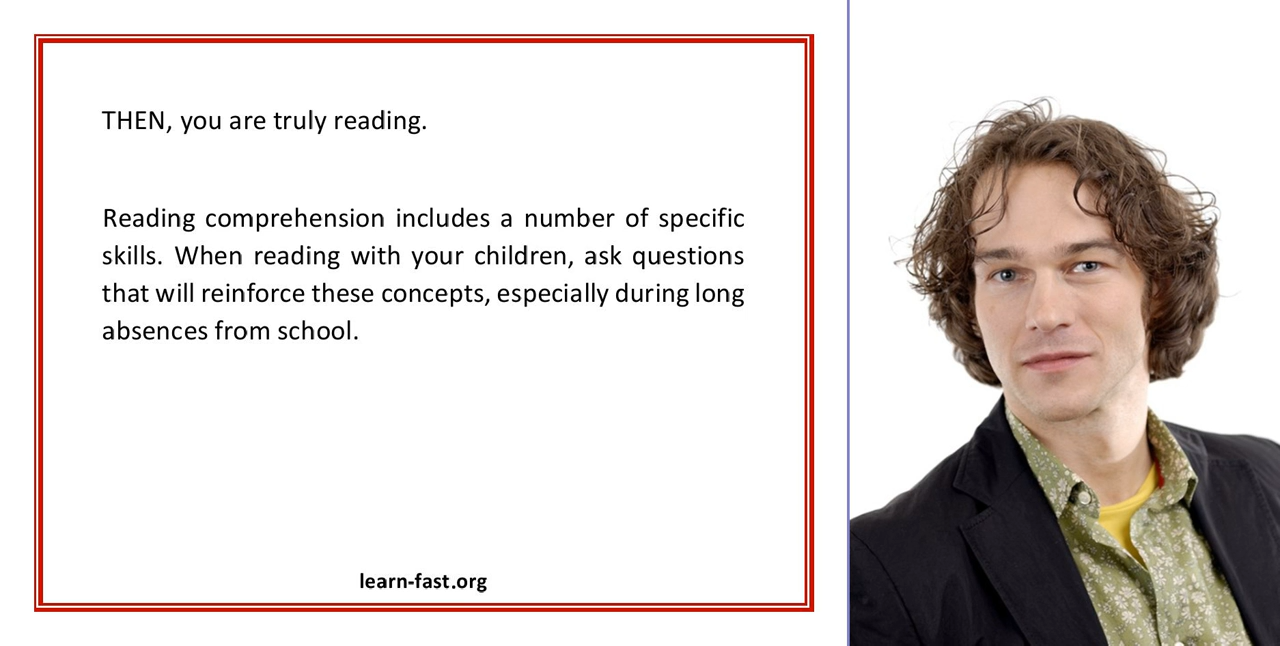 THEN, you are truly reading.
Reading comprehension includes a number of specific
skills. When reading with your children, ask questions
that will reinforce these concepts, especially during long
absences from school.
learn-fast.org